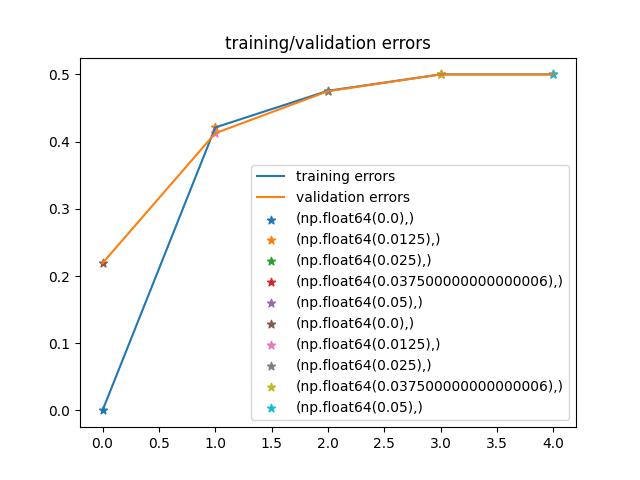 training/validation errors
0.5
0.4
0.3
0.2
0.1
0.0
training errors
validation errors
(np.float64(0.0),)
(np.float64(0.0125),)
(np.float64(0.025),)
(np.float64(0.037500000000000006),)
(np.float64(0.05),)
(np.float64(0.0),)
(np.float64(0.0125),)
(np.float64(0.025),)
(np.float64(0.037500000000000006),)
(np.float64(0.05),)
0.0 0.5 1.0 1.5 2.0 2.5 3.0 3.5 4.0